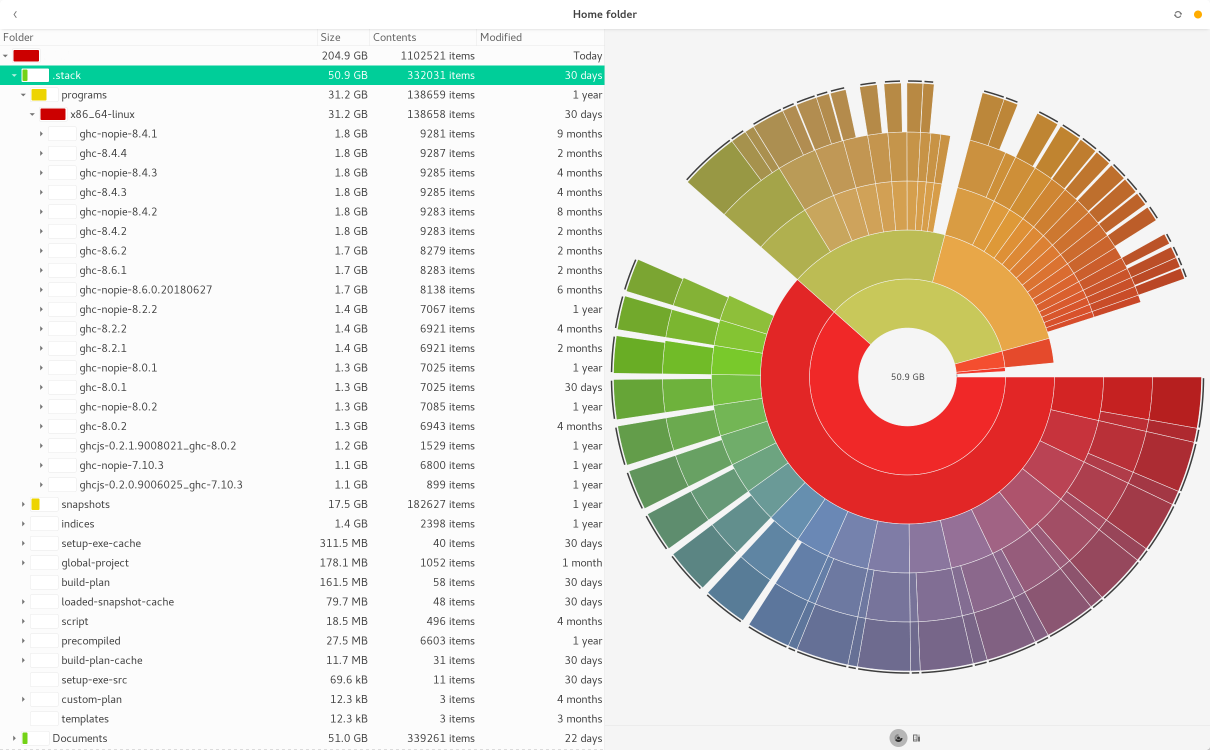 Home folder
Folder Size Contents Modified
204.9 GB 1102521 items Today
.stack 50.9 GB 332031 items 30 days
programs 31.2 GB 138659 items 1 year
x86_64-linux 31.2 GB 138658 items 30 days
ghc-nopie-8.4.1 1.8 GB 9281 items 9 months
ghc-8.4.4 1.8 GB 9287 items 2 months
ghc-nopie-8.4.3 1.8 GB 9285 items 4 months
ghc-8.4.3 1.8 GB 9285 items 4 months
ghc-nopie-8.4.2 1.8 GB 9283 items 8 months
ghc-8.4.2 1.8 GB 9283 items 2 months
ghc-8.6.2 1.7 GB 8279 items 2 months
ghc-8.6.1 1.7 GB 8283 items 2 months
ghc-nopie-8.6.0.20180627 1.7 GB 8138 items 6 months
ghc-nopie-8.2.2 1.4 GB 7067 items 1 year
ghc-8.2.2 1.4 GB 6921 items 4 months
ghc-8.2.1 1.4 GB 6921 items 2 months
ghc-nopie-8.0.1 1.3 GB 7025 items 1 year
ghc-8.0.1 1.3 GB 7025 items 30 days
ghc-nopie-8.0.2 1.3 GB 7085 items 1 year
ghc-8.0.2 1.3 GB 6943 items 4 months
ghcjs-0.2.1.9008021_ghc-8.0.2 1.2 GB 1529 items 1 year
ghc-nopie-7.10.3 1.1 GB 6800 items 1 year
ghcjs-0.2.0.9006025_ghc-7.10.3 1.1 GB 899 items 1 year
snapshots 17.5 GB 182627 items 1 year
indices 1.4 GB 2398 items 1 year
setup-exe-cache 311.5 MB 40 items 30 days
global-project 178.1 MB 1052 items 1 month
build-plan 161.5 MB 58 items 30 days
loaded-snapshot-cache 79.7 MB 48 items 30 days
script 18.5 MB 496 items 4 months
precompiled 27.5 MB 6603 items 1 year
build-plan-cache 11.7 MB 31 items 30 days
setup-exe-src 69.6 kB 11 items 30 days
custom-plan 12.3 kB 3 items 4 months
templates 12.3 kB 3 items 3 months
Documents 51.0 GB 339261 items 22 days
50.9 GB